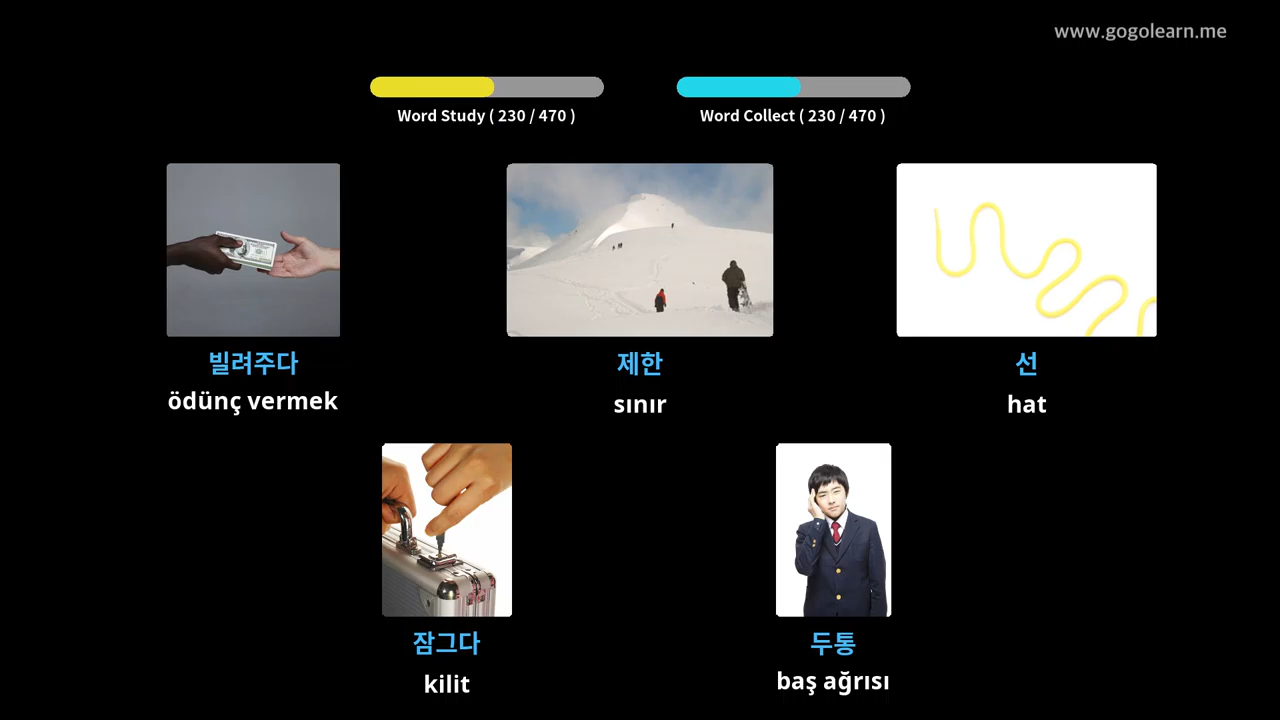 www.gogolearn.me
Word Study ( 230 / 470 )
Word Collect ( 230 / 470 )
빌려주다
ödünç vermek
제한
sınır
선
hat
잠그다
kilit
두통
baş ağrısı